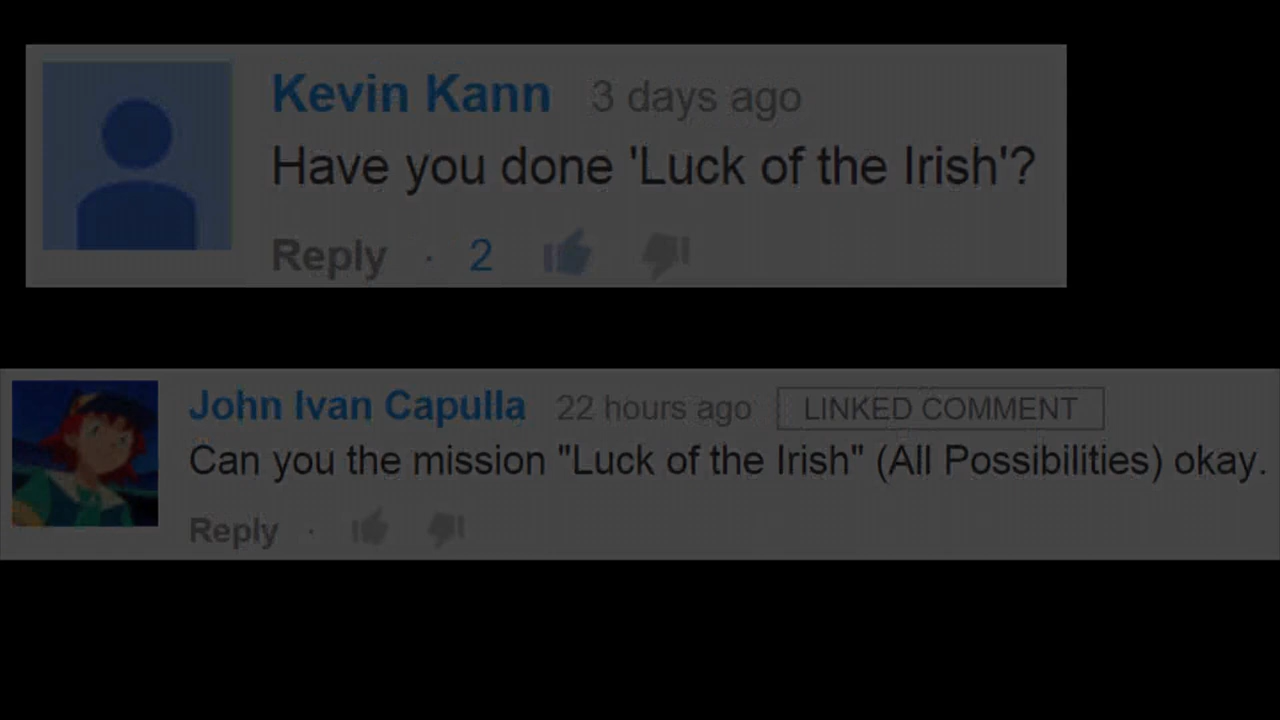 Kevin Kann 3 days ago
Have you done 'Luck of the Irish'?
Reply · 2
John Ivan Capulla 22 hours ago LINKED COMMENT
Can you the mission "Luck of the Irish" (All Possibilities) okay.
Reply ·